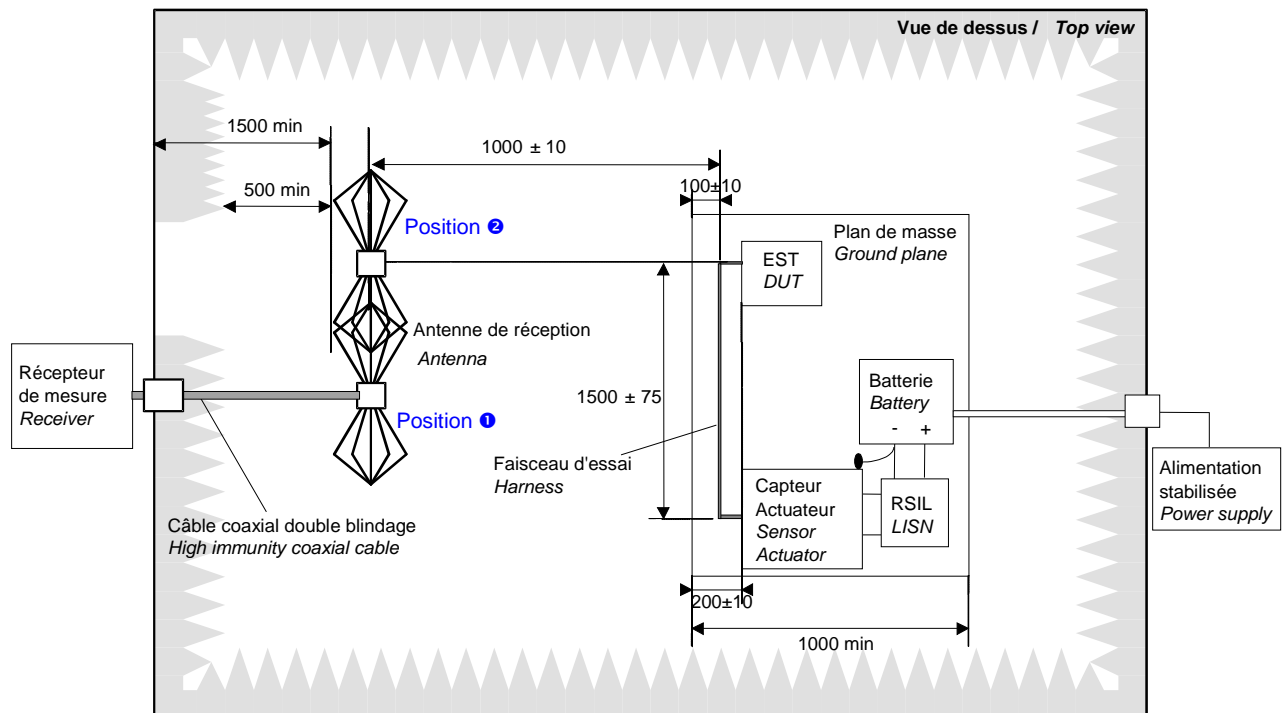 Vue de dessus / Top view
1500 min
1000 ± 10
500 min
100±10
Position ❷
Plan de masse
Ground plane
EST
DUT
Antenne de réception
Antenna
Récepteur
de mesure
Receiver
1500 ± 75
Batterie
Battery
- +
Position ❶
Faisceau d'essai
Harness
Capteur
Actuateur
Sensor
Actuator
RSIL
LISN
Alimentation
stabilisée
Power supply
Câble coaxial double blindage
High immunity coaxial cable
200±10
1000 min